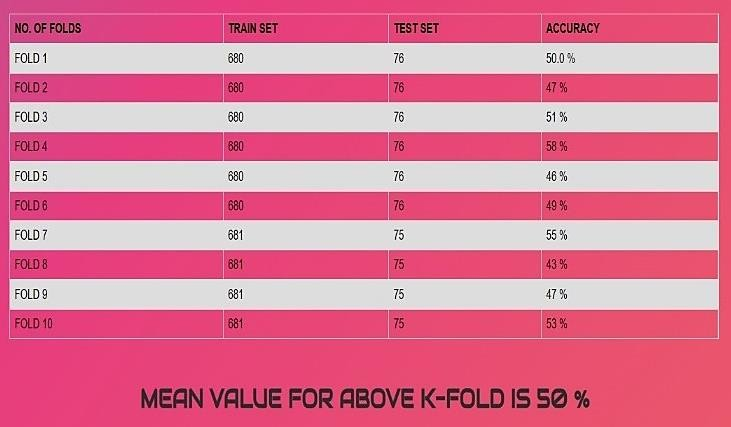 NO. OF FOLDS TRAIN SET TEST SET ACCURACY
FOLD 1 680 76 50.0 %
FOLD 2 680 76 47 %
FOLD 3 680 76 51 %
FOLD 4 680 76 58 %
FOLD 5 680 76 46 %
FOLD 6 680 76 49 %
FOLD 7 681 75 55 %
FOLD 8 681 75 43 %
FOLD 9 681 75 47 %
FOLD 10 681 75 53 %
MEAN VALUE FOR ABOVE K-FOLD IS 50 %